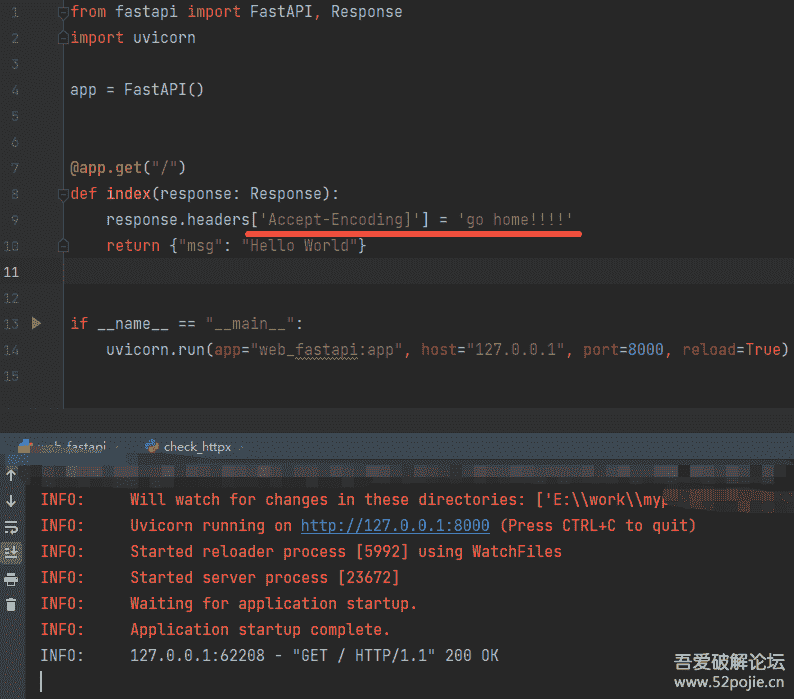 1 from fastapi import FastAPI, Response
2 import uvicorn
3
4 app = FastAPI()
5
6
7 @app.get("/")
8 def index(response: Response):
9 response.headers['Accept-Encoding]'] = 'go home!!!!'
10 return {"msg": "Hello World"}
11
12
13 if __name__ == "__main__":
14 uvicorn.run(app="web_fastapi:app", host="127.0.0.1", port=8000, reload=True)
15
web_fastapi check_httpx
INFO: Will watch for changes in these directories: ['E:\\work\\myp
INFO: Uvicorn running on http://127.0.0.1:8000 (Press CTRL+C to quit)
INFO: Started reloader process [5992] using WatchFiles
INFO: Started server process [23672]
INFO: Waiting for application startup.
INFO: Application startup complete.
INFO: 127.0.0.1:62208 - "GET / HTTP/1.1" 200 OK
吾爱破解论坛
www.52pojie.cn